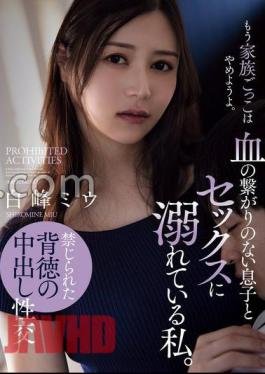 もう家族ごっこは
やめようよ。
血の繋がりのない息子と
セックスに
溺れている私。
PROHIBITED
ACTIVITIES
白峰ミウ
SHIROMINE MIU
禁じられた
背徳の
中出し性交
JAVHD